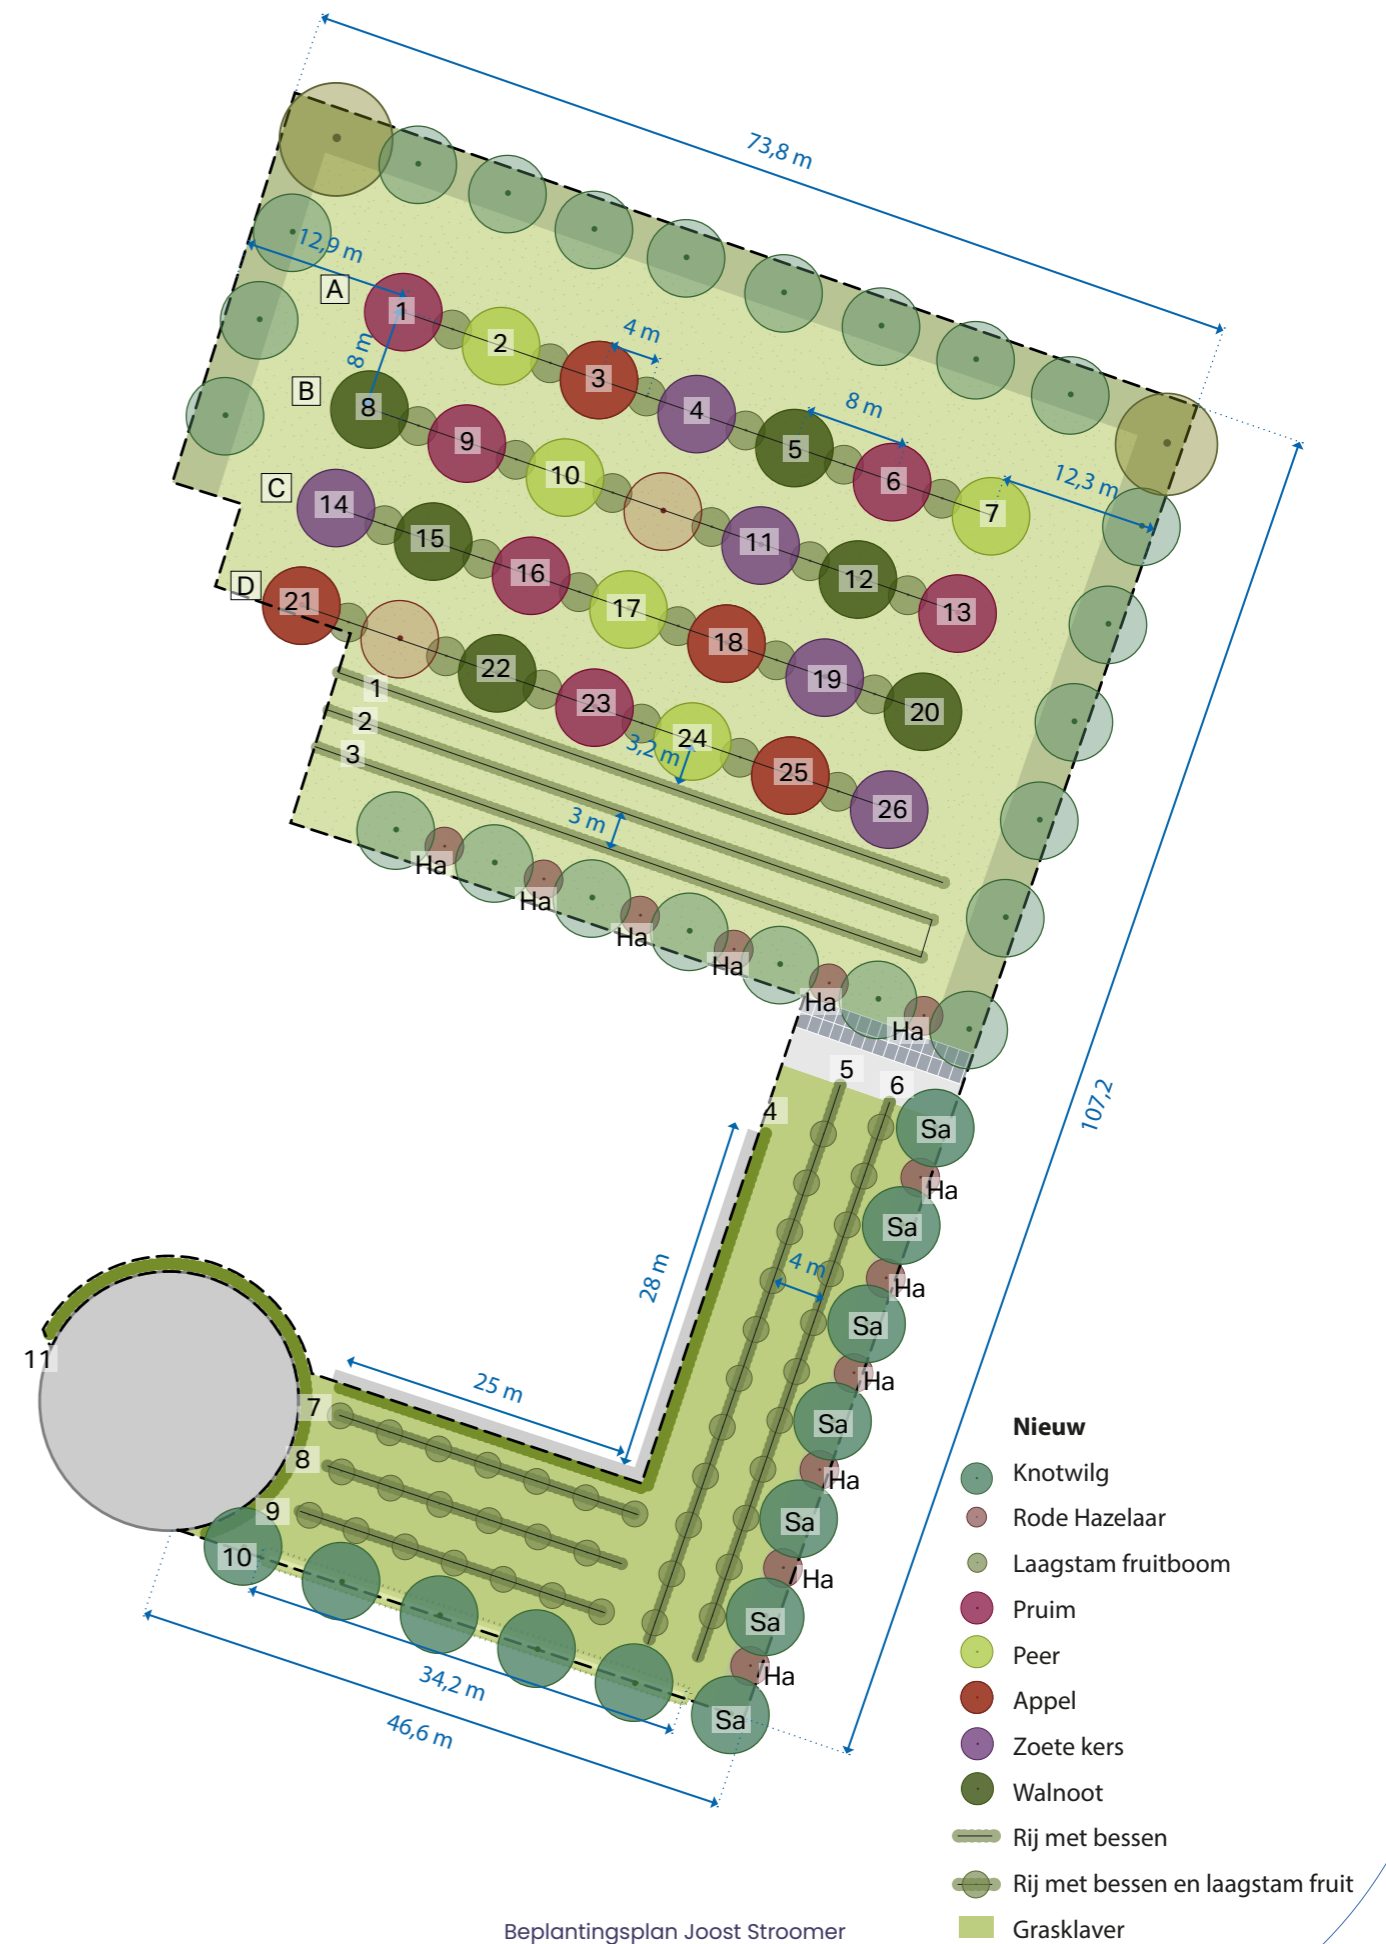 73,8 m
12,9 m
A
1
2
4 m
3
8 m
B
8
4
8 m
9
5
10
6
12,3 m
7
C
14
15
11
16
12
D
21
17
13
18
22
19
1
23
20
2
24
3,2 m
3
25
3 m
26
Ha
Ha
Ha
Ha
Ha
Ha
5
6
4
Sa
107,2
Ha
Sa
4 m
28 m
Ha
Sa
11
Ha
25 m
7
Sa
8
Ha
9
Sa
10
Ha
Sa
34,2 m
Ha
46,6 m
Sa
Nieuw
Knotwilg
Rode Hazelaar
Laagstam fruitboom
Pruim
Peer
Appel
Zoete kers
Walnoot
Rij met bessen
Rij met bessen en laagstam fruit
Grasklaver
Beplantingsplan Joost Stroomer